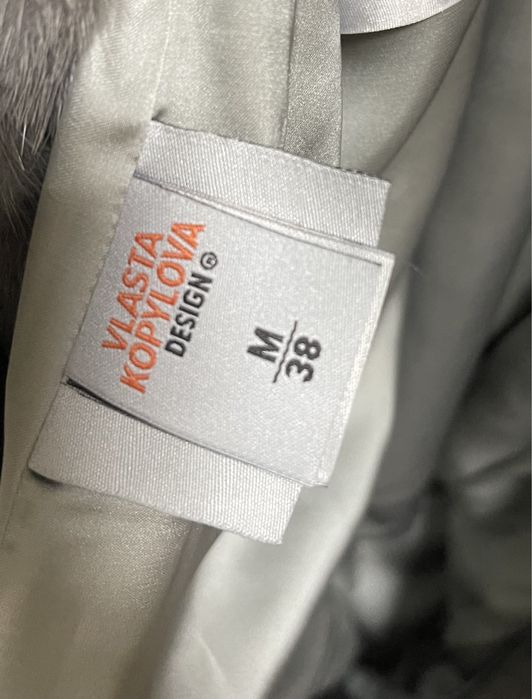 VLASTA
KOPYLOVA
DESIGN®
M
38